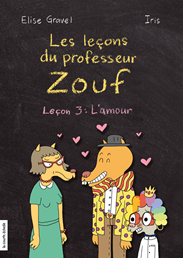 Elise Gravel Iris
Les leçons
du professeur
Zouf
Leçon 3 : L'amour
la courte échelle